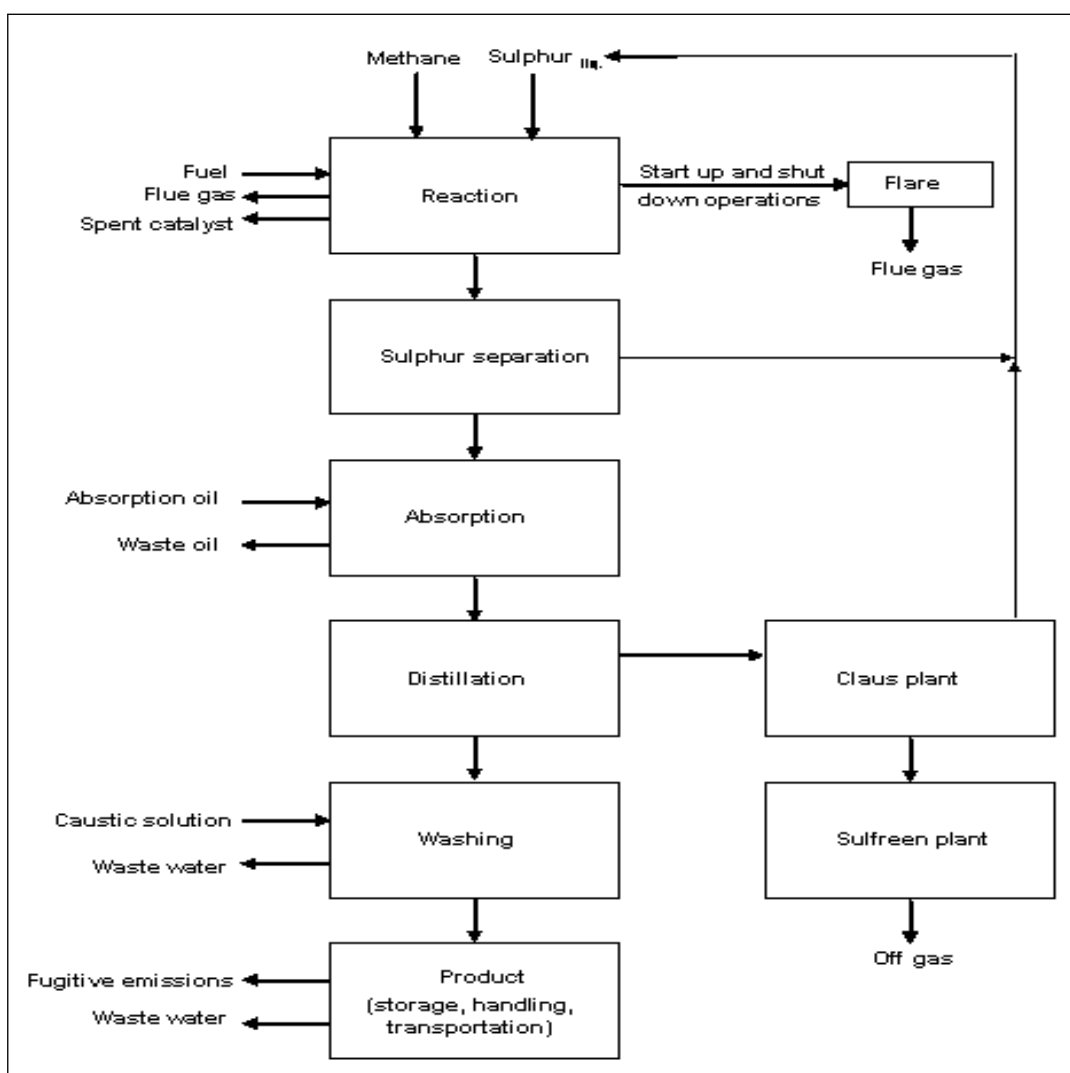 Methane
Sulphur liq.
Fuel
Flue gas
Spent catalyst
Reaction
Start up and shut
down operations
Flare
Flue gas
Sulphur separation
Absorption oil
Waste oil
Absorption
Distillation
Claus plant
Caustic solution
Waste water
Washing
Sulfreen plant
Off gas
Fugitive emissions
Waste water
Product
(storage, handling,
transportation)